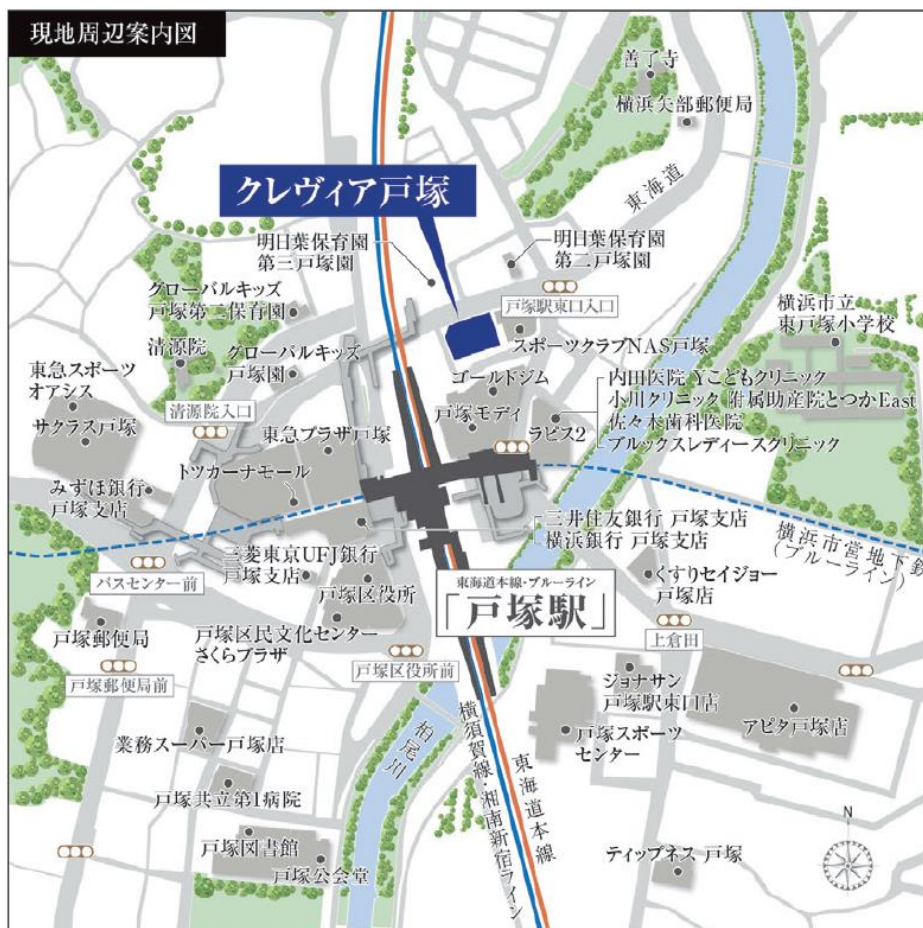 現地周辺案内図
善了寺
横浜矢部郵便局
東海道
クレヴィア戸塚
明日葉保育園
第三戸塚園
明日葉保育園
第二戸塚園
戸塚駅東口入口
グローバルキッズ
戸塚第二保育園
横浜市立
東戸塚小学校
清源院
グローバルキッズ
戸塚園
スポーツクラブNAS戸塚
東急スポーツ
オアシス
サクラス戸塚
清源院入口
ゴールドジム
戸塚モディ
ラピス2
内田医院 Yこどもクリニック
小川クリニック 附属助産院とつかEast
佐々木歯科医院
ブルックスレディースクリニック
東急プラザ戸塚
トツカーナモール
みずほ銀行
戸塚支店
三井住友銀行 戸塚支店
横浜銀行 戸塚支店
横浜市営地下鉄
(ブルーライン)
バスセンター前
三菱東京UFJ銀行
戸塚支店
戸塚区役所
東海道本線・ブルーライン
「戸塚駅」
くすりセイジョー
戸塚店
上倉田
戸塚郵便局
戸塚区民文化センター
さくらプラザ
戸塚区役所前
戸塚郵便局前
ジョナサン
戸塚駅東口店
アピタ戸塚店
戸塚スポーツ
センター
業務スーパー戸塚店
柏尾川
横須賀線・湘南新宿ライン
東海道本線
戸塚共立第1病院
戸塚図書館
戸塚公会堂
ティップネス 戸塚
N